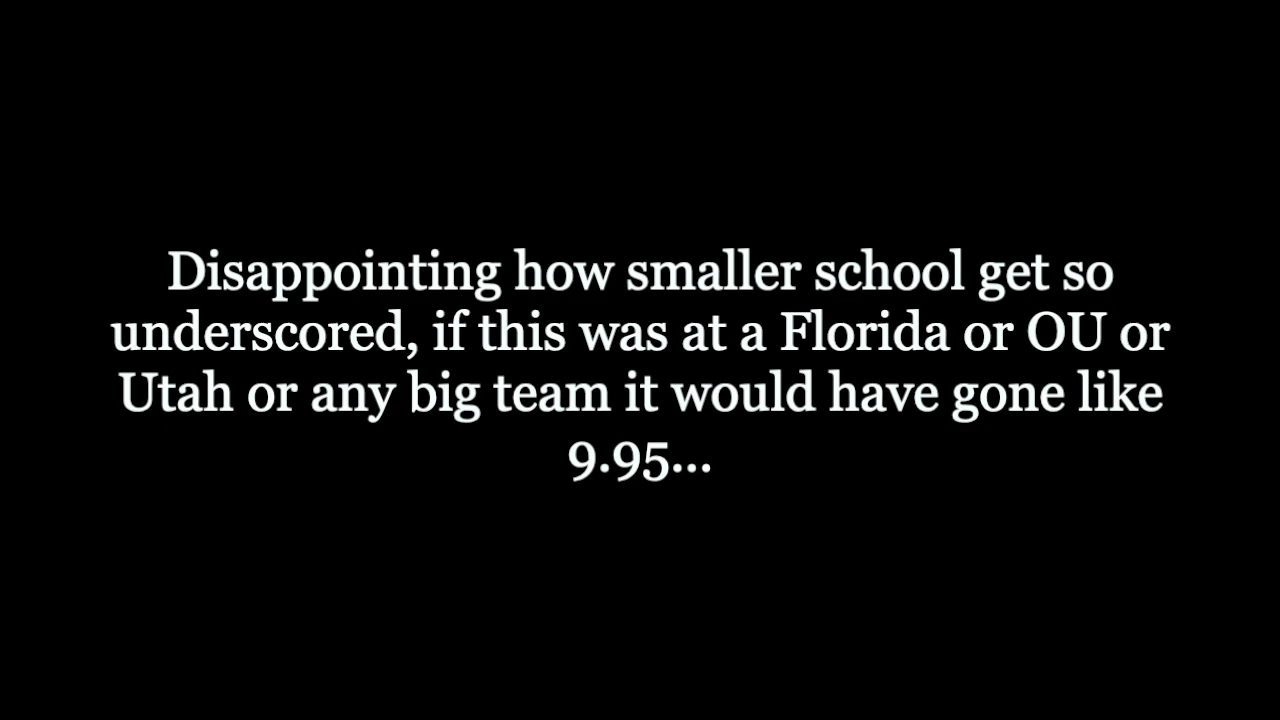 Disappointing how smaller school get so
underscored, if this was at a Florida or OU or
Utah or any big team it would have gone like
9.95...